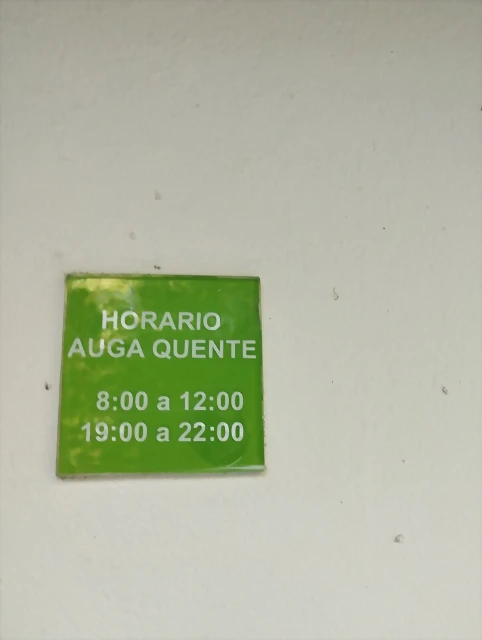 HORARIO
AUGA QUENTE
8:00 a 12:00
19:00 a 22:00